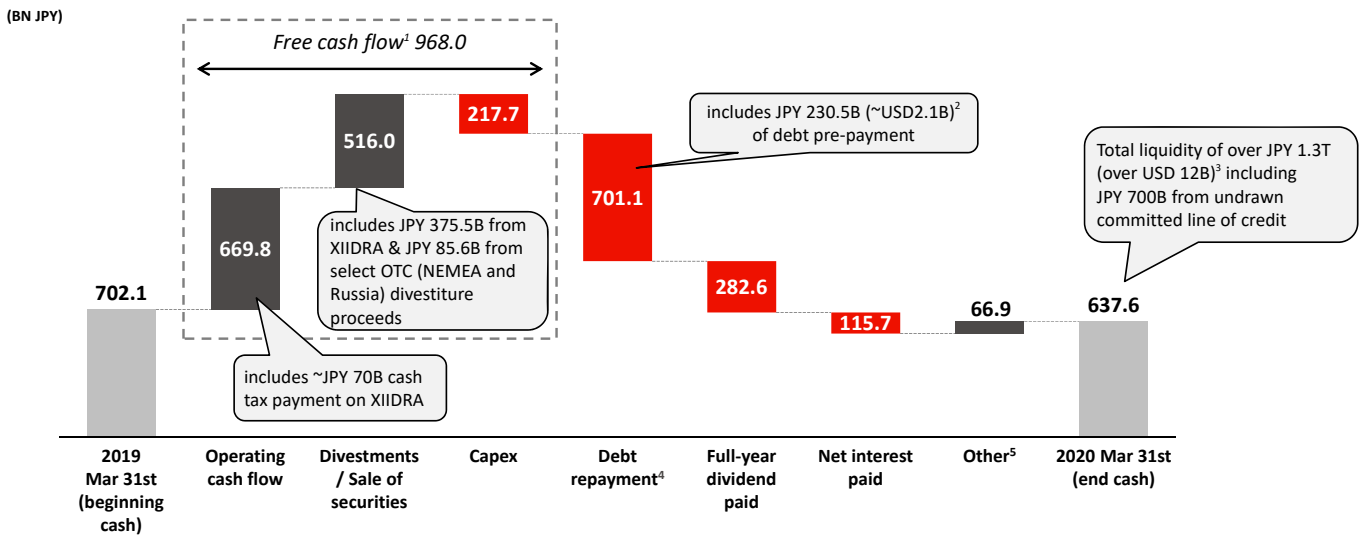 (BN JPY)
Free cash flow¹ 968.0
702.1
669.8
516.0
217.7
701.1
282.6
115.7
66.9
637.6
includes ~JPY 70B cash
tax payment on XIIDRA
includes JPY 375.5B from
XIIDRA & JPY 85.6B from
select OTC (NEMEA and
Russia) divestiture
proceeds
includes JPY 230.5B (~USD2.1B)²
of debt pre-payment
Total liquidity of over JPY 1.3T
(over USD 12B)³ including
JPY 700B from undrawn
committed line of credit
2019
Mar 31st
(beginning
cash)
Operating
cash flow
Divestments
/ Sale of
securities
Capex
Debt
repayment⁴
Full-year
dividend
paid
Net interest
paid
Other⁵
2020 Mar 31st
(end cash)